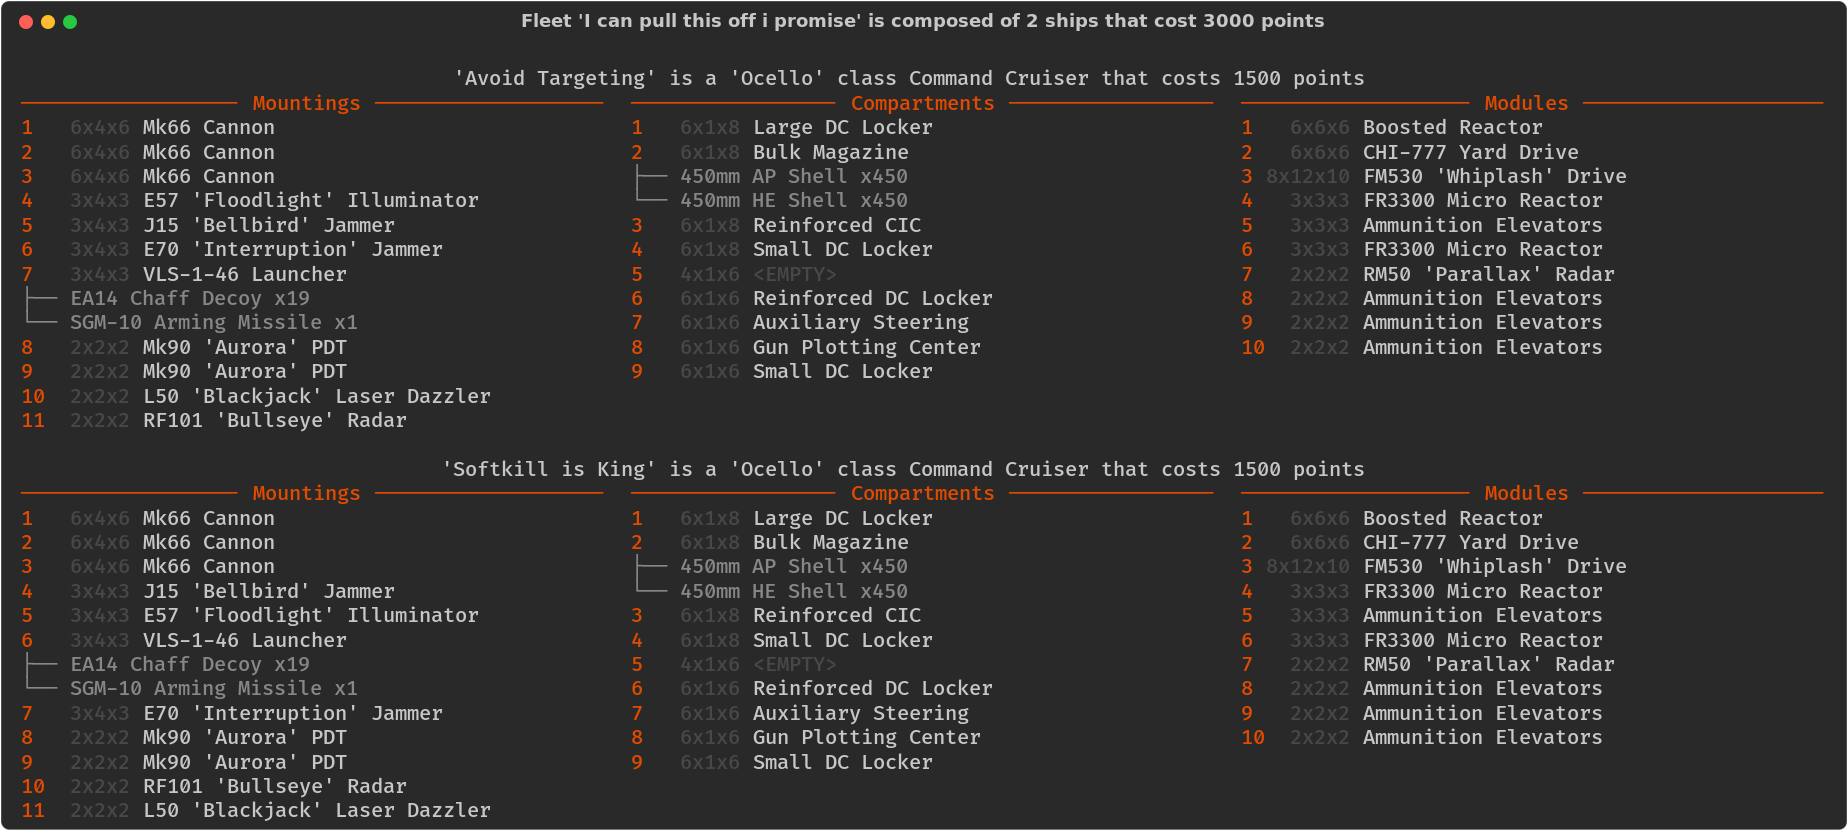 Fleet 'I can pull this off i promise' is composed of 2 ships that cost 3000 points
'Avoid Targeting' is a 'Ocello' class Command Cruiser that costs 1500 points
Mountings
1 6x4x6 Mk66 Cannon
2 6x4x6 Mk66 Cannon
3 6x4x6 Mk66 Cannon
4 3x4x3 E57 'Floodlight' Illuminator
5 3x4x3 J15 'Bellbird' Jammer
6 3x4x3 E70 'Interruption' Jammer
7 3x4x3 VLS-1-46 Launcher
├── EA14 Chaff Decoy x19
└── SGM-10 Arming Missile x1
8 2x2x2 Mk90 'Aurora' PDT
9 2x2x2 Mk90 'Aurora' PDT
10 2x2x2 L50 'Blackjack' Laser Dazzler
11 2x2x2 RF101 'Bullseye' Radar
Compartments
1 6x1x8 Large DC Locker
2 6x1x8 Bulk Magazine
├── 450mm AP Shell x450
└── 450mm HE Shell x450
3 6x1x8 Reinforced CIC
4 6x1x8 Small DC Locker
5 4x1x6 <EMPTY>
6 6x1x6 Reinforced DC Locker
7 6x1x6 Auxiliary Steering
8 6x1x6 Gun Plotting Center
9 6x1x6 Small DC Locker
Modules
1 6x6x6 Boosted Reactor
2 6x6x6 CHI-777 Yard Drive
3 8x12x10 FM530 'Whiplash' Drive
4 3x3x3 FR3300 Micro Reactor
5 3x3x3 Ammunition Elevators
6 3x3x3 FR3300 Micro Reactor
7 2x2x2 RM50 'Parallax' Radar
8 2x2x2 Ammunition Elevators
9 2x2x2 Ammunition Elevators
10 2x2x2 Ammunition Elevators
'Softkill is King' is a 'Ocello' class Command Cruiser that costs 1500 points
Mountings
1 6x4x6 Mk66 Cannon
2 6x4x6 Mk66 Cannon
3 6x4x6 Mk66 Cannon
4 3x4x3 J15 'Bellbird' Jammer
5 3x4x3 E57 'Floodlight' Illuminator
6 3x4x3 VLS-1-46 Launcher
├── EA14 Chaff Decoy x19
└── SGM-10 Arming Missile x1
7 3x4x3 E70 'Interruption' Jammer
8 2x2x2 Mk90 'Aurora' PDT
9 2x2x2 Mk90 'Aurora' PDT
10 2x2x2 RF101 'Bullseye' Radar
11 2x2x2 L50 'Blackjack' Laser Dazzler
Compartments
1 6x1x8 Large DC Locker
2 6x1x8 Bulk Magazine
├── 450mm AP Shell x450
└── 450mm HE Shell x450
3 6x1x8 Reinforced CIC
4 6x1x8 Small DC Locker
5 4x1x6 <EMPTY>
6 6x1x6 Reinforced DC Locker
7 6x1x6 Auxiliary Steering
8 6x1x6 Gun Plotting Center
9 6x1x6 Small DC Locker
Modules
1 6x6x6 Boosted Reactor
2 6x6x6 CHI-777 Yard Drive
3 8x12x10 FM530 'Whiplash' Drive
4 3x3x3 FR3300 Micro Reactor
5 3x3x3 Ammunition Elevators
6 3x3x3 FR3300 Micro Reactor
7 2x2x2 RM50 'Parallax' Radar
8 2x2x2 Ammunition Elevators
9 2x2x2 Ammunition Elevators
10 2x2x2 Ammunition Elevators